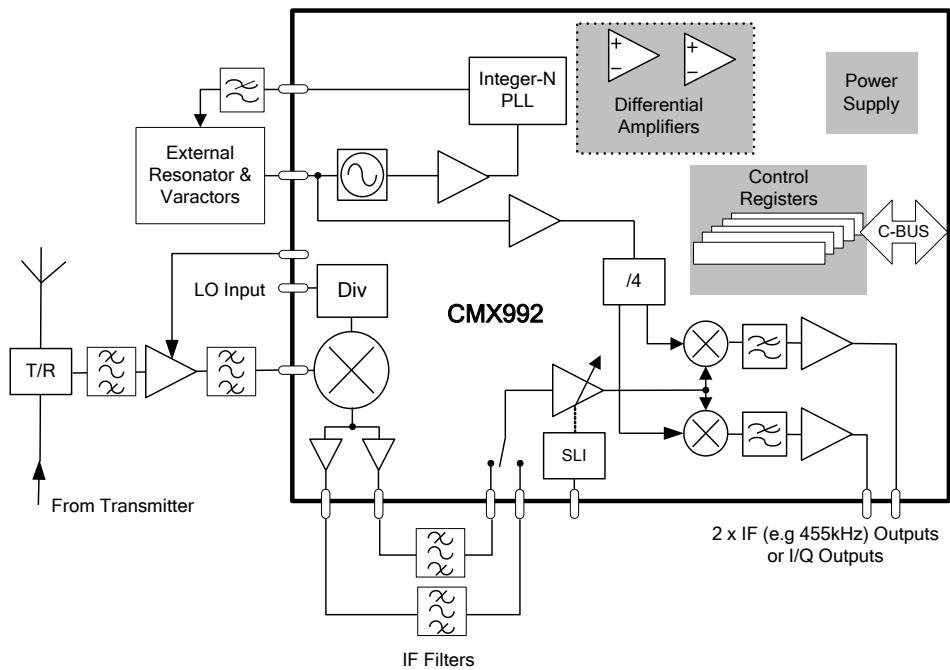 Integer-N
PLL
+
−
+
−
Differential
Amplifiers
Power
Supply
External
Resonator &
Varactors
Control
Registers
C-BUS
LO Input
Div
/4
CMX992
T/R
SLI
From Transmitter
2 x IF (e.g 455kHz) Outputs
or I/Q Outputs
IF Filters